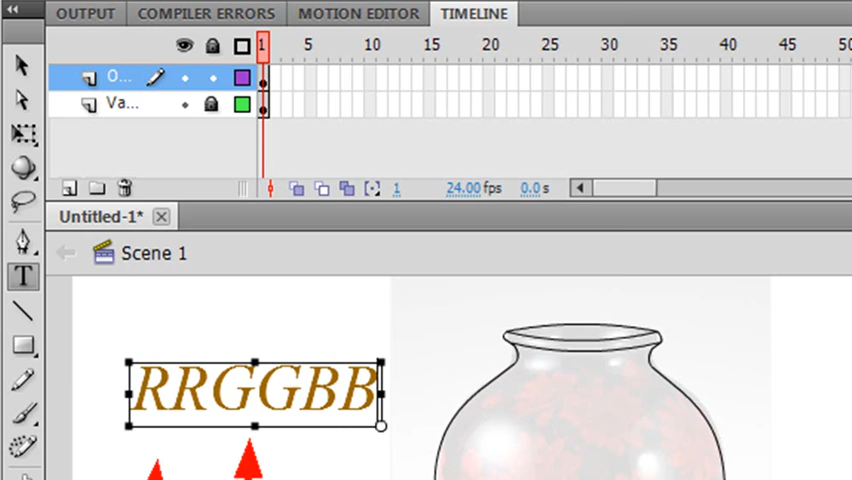 OUTPUT COMPILER ERRORS MOTION EDITOR TIMELINE
1 5 10 15 20 25 30 35 40 45 50
O...
Va...
1 24.00 fps 0.0 s
Untitled-1*
Scene 1
T
RRGGBB